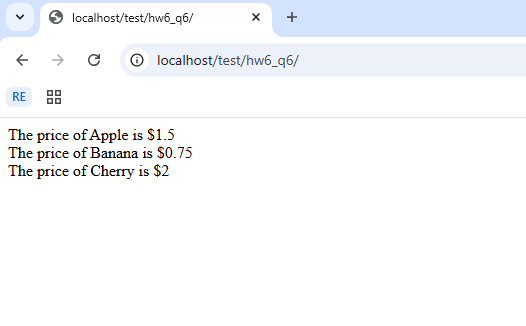 localhost/test/hw6_q6/
localhost/test/hw6_q6/
RE
The price of Apple is $1.5
The price of Banana is $0.75
The price of Cherry is $2